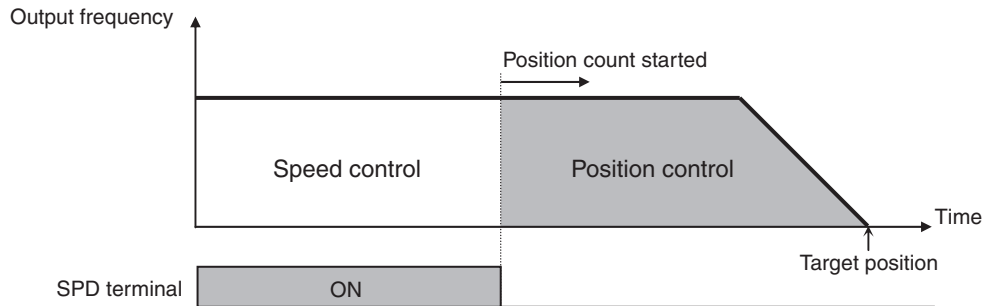 Output frequency
Position count started
Speed control
Position control
Time
Target position
SPD terminal
ON